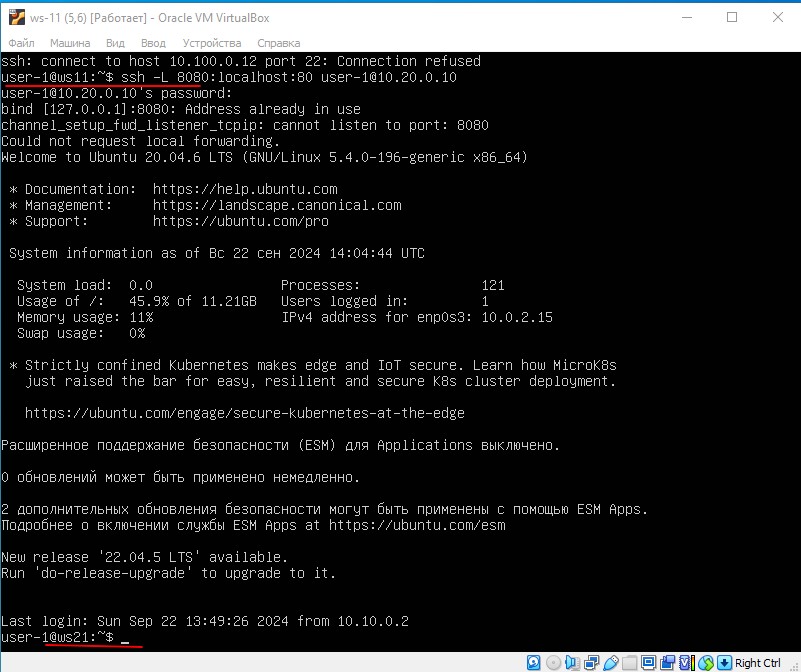 ws-11 (5,6) [Работает] - Oracle VM VirtualBox
Файл Машина Вид Ввод Устройства Справка
ssh: connect to host 10.100.0.12 port 22: Connection refused
user-1@ws11:~$ ssh -L 8080:localhost:80 user-1@10.20.0.10
user-1@10.20.0.10's password:
bind [127.0.0.1]:8080: Address already in use
channel_setup_fwd_listener_tcpip: cannot listen to port: 8080
Could not request local forwarding.
Welcome to Ubuntu 20.04.6 LTS (GNU/Linux 5.4.0-196-generic x86_64)
* Documentation: https://help.ubuntu.com
* Management: https://landscape.canonical.com
* Support: https://ubuntu.com/pro
System information as of Вс 22 сен 2024 14:04:44 UTC
System load: 0.0 Processes: 121
Usage of /: 45.9% of 11.21GB Users logged in: 1
Memory usage: 11% IPv4 address for enp0s3: 10.0.2.15
Swap usage: 0%
* Strictly confined Kubernetes makes edge and IoT secure. Learn how MicroK8s
just raised the bar for easy, resilient and secure K8s cluster deployment.
https://ubuntu.com/engage/secure-kubernetes-at-the-edge
Расширенное поддержание безопасности (ESM) для Applications выключено.
0 обновлений может быть применено немедленно.
2 дополнительных обновления безопасности могут быть применены с помощью ESM Apps.
Подробнее о включении службы ESM Apps at https://ubuntu.com/esm
New release '22.04.5 LTS' available.
Run 'do-release-upgrade' to upgrade to it.
Last login: Sun Sep 22 13:49:26 2024 from 10.10.0.2
user-1@ws21:~$ _
Right Ctrl